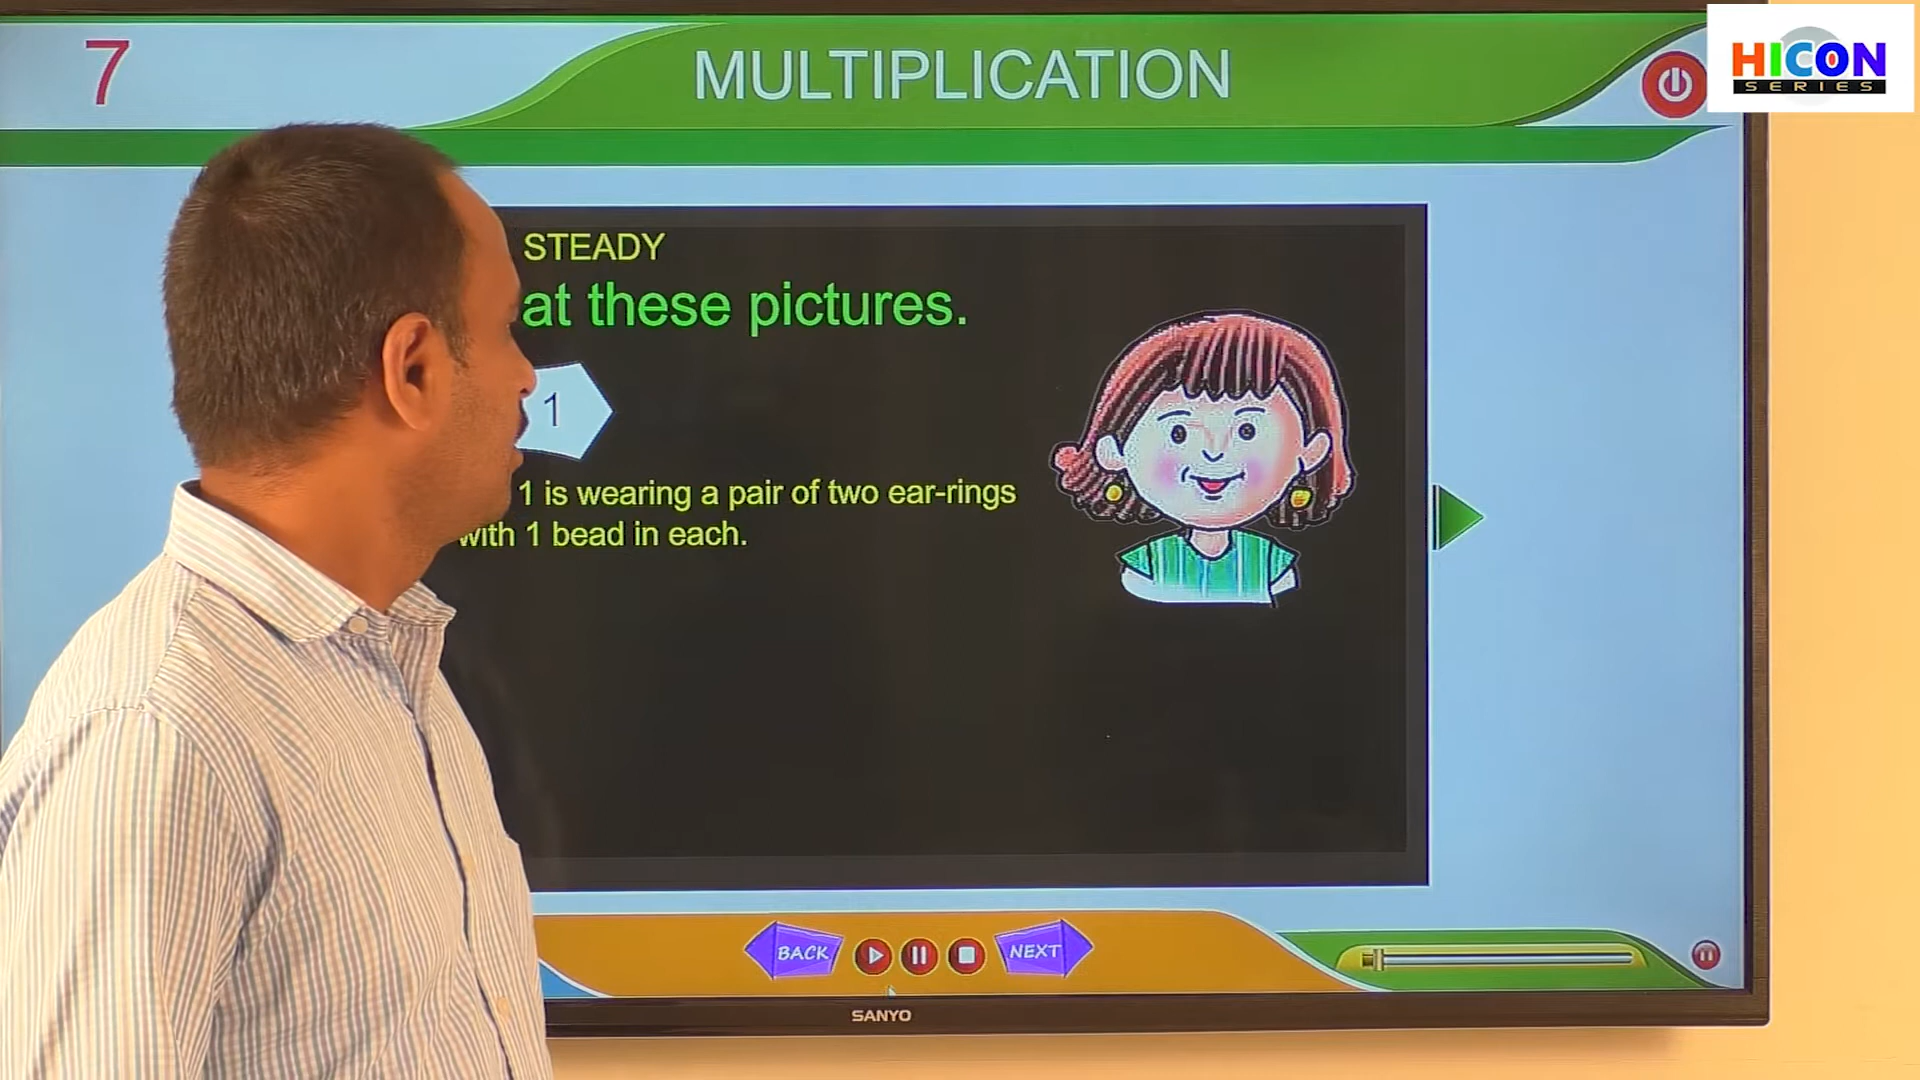 7
MULTIPLICATION
HICON
SERIES
STEADY
at these pictures.
1
1 is wearing a pair of two ear-rings
with 1 bead in each.
BACK
NEXT
SANYO